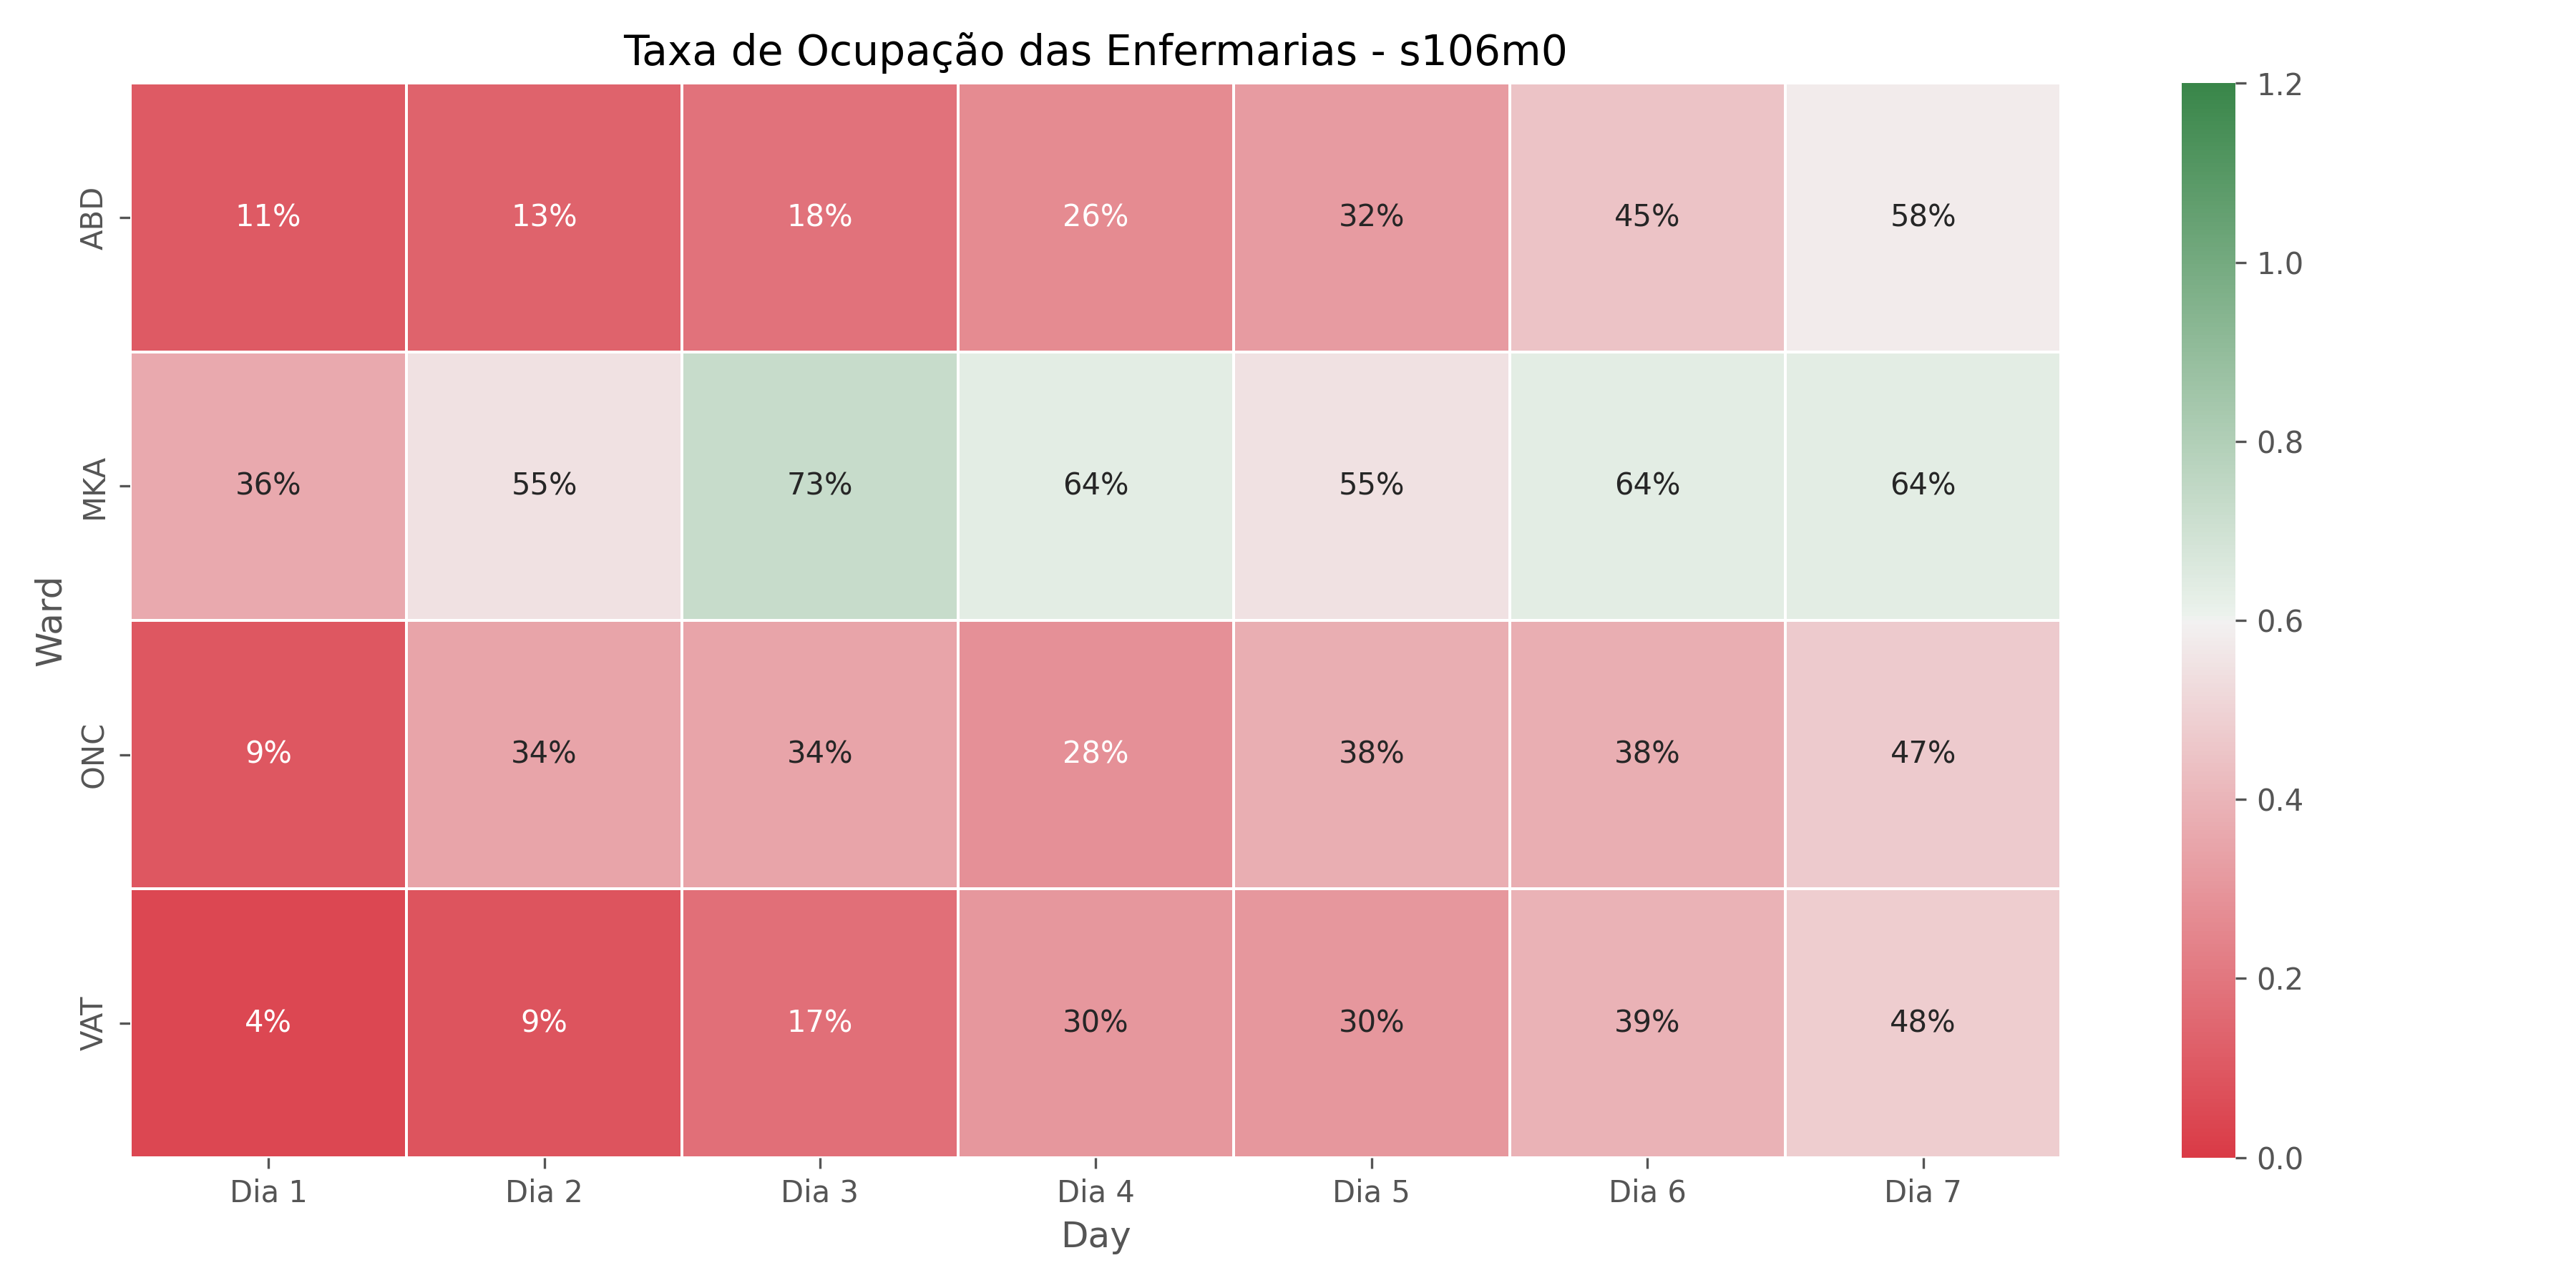 Taxa de Ocupação das Enfermarias - s106m0
Ward
ABD 11% 13% 18% 26% 32% 45% 58%
MKA 36% 55% 73% 64% 55% 64% 64%
ONC 9% 34% 34% 28% 38% 38% 47%
VAT 4% 9% 17% 30% 30% 39% 48%
Dia 1 Dia 2 Dia 3 Dia 4 Dia 5 Dia 6 Dia 7
Day
1.2
1.0
0.8
0.6
0.4
0.2
0.0